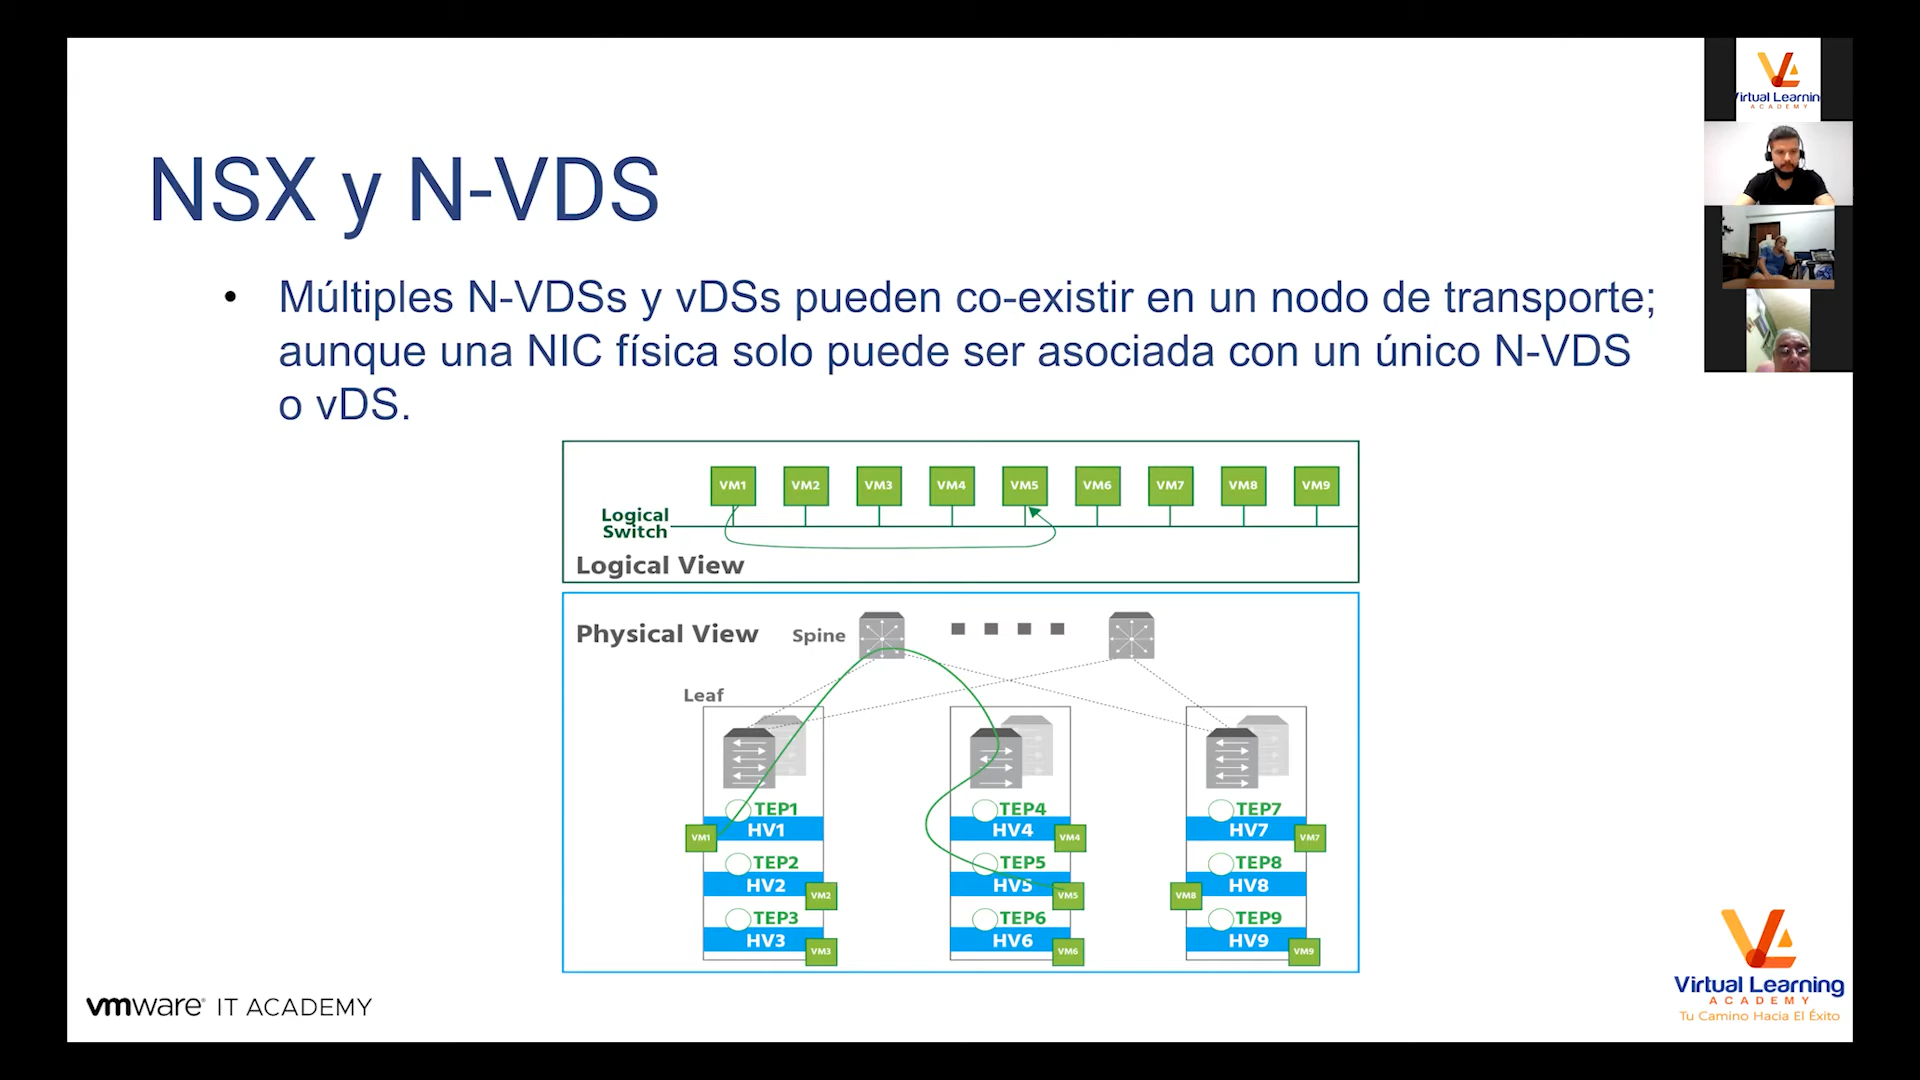 NSX y N-VDS
• Múltiples N-VDSs y vDSs pueden co-existir en un nodo de transporte;
aunque una NIC física solo puede ser asociada con un único N-VDS
o vDS.
VM1 VM2 VM3 VM4 VM5 VM6 VM7 VM8 VM9
Logical
Switch
Logical View
Physical View
Spine
Leaf
TEP1
HV1
VM1
TEP2
HV2
VM2
TEP3
HV3
VM3
TEP4
HV4
VM4
TEP5
HV5
VM5
TEP6
HV6
VM6
TEP7
HV7
VM7
TEP8
HV8
VM8
TEP9
HV9
VM9
vmware® IT ACADEMY
Virtual Learning
ACADEMY
Tu Camino Hacia El Éxito
Virtual Learnin
ACADEMY